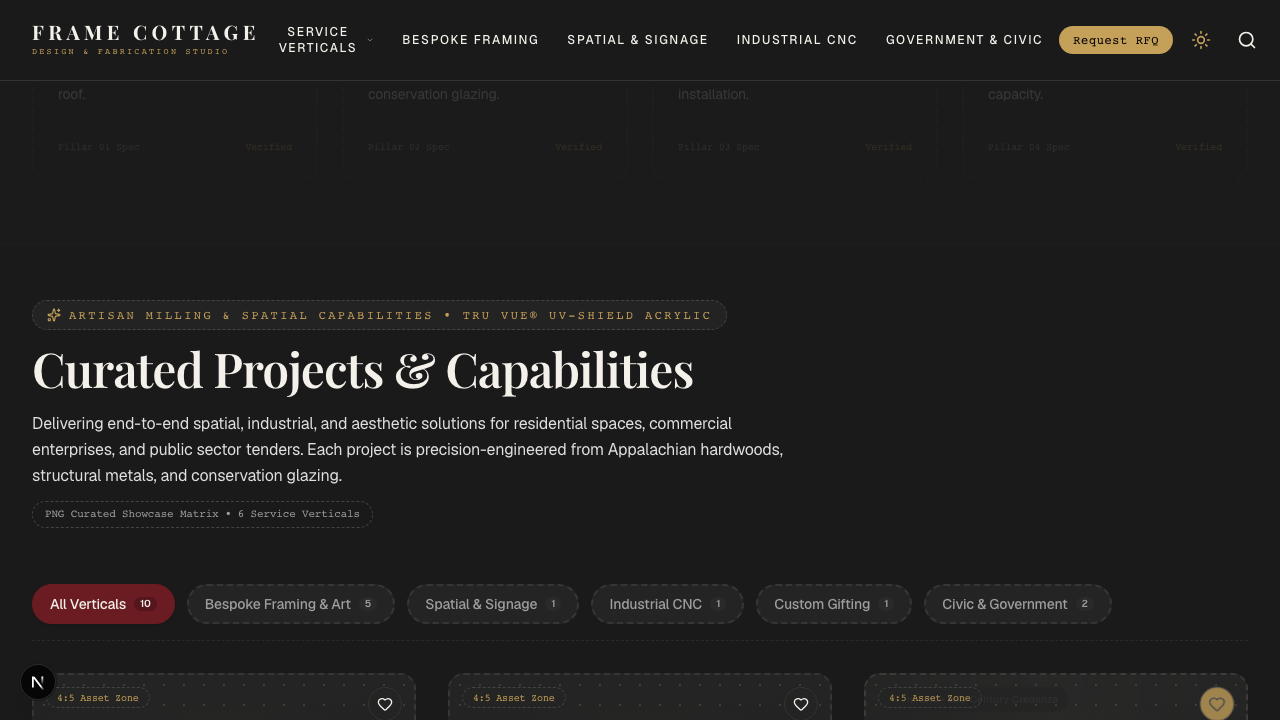 FRAME COTTAGE
DESIGN & FABRICATION STUDIO
SERVICE
VERTICALS
BESPOKE FRAMING
SPATIAL & SIGNAGE
INDUSTRIAL CNC
GOVERNMENT & CIVIC
Request RFQ
roof.
conservation glazing.
installation.
capacity.
Pillar 01 Spec
Verified
Pillar 02 Spec
Verified
Pillar 03 Spec
Verified
Pillar 04 Spec
Verified
ARTISAN MILLING & SPATIAL CAPABILITIES • TRU VUE® UV-SHIELD ACRYLIC
Curated Projects & Capabilities
Delivering end-to-end spatial, industrial, and aesthetic solutions for residential spaces, commercial
enterprises, and public sector tenders. Each project is precision-engineered from Appalachian hardwoods,
structural metals, and conservation glazing.
PNG Curated Showcase Matrix • 6 Service Verticals
All Verticals 10
Bespoke Framing & Art 5
Spatial & Signage 1
Industrial CNC 1
Custom Gifting 1
Civic & Government 2
N
4:5 Asset Zone
4:5 Asset Zone
4:5 Asset Zone